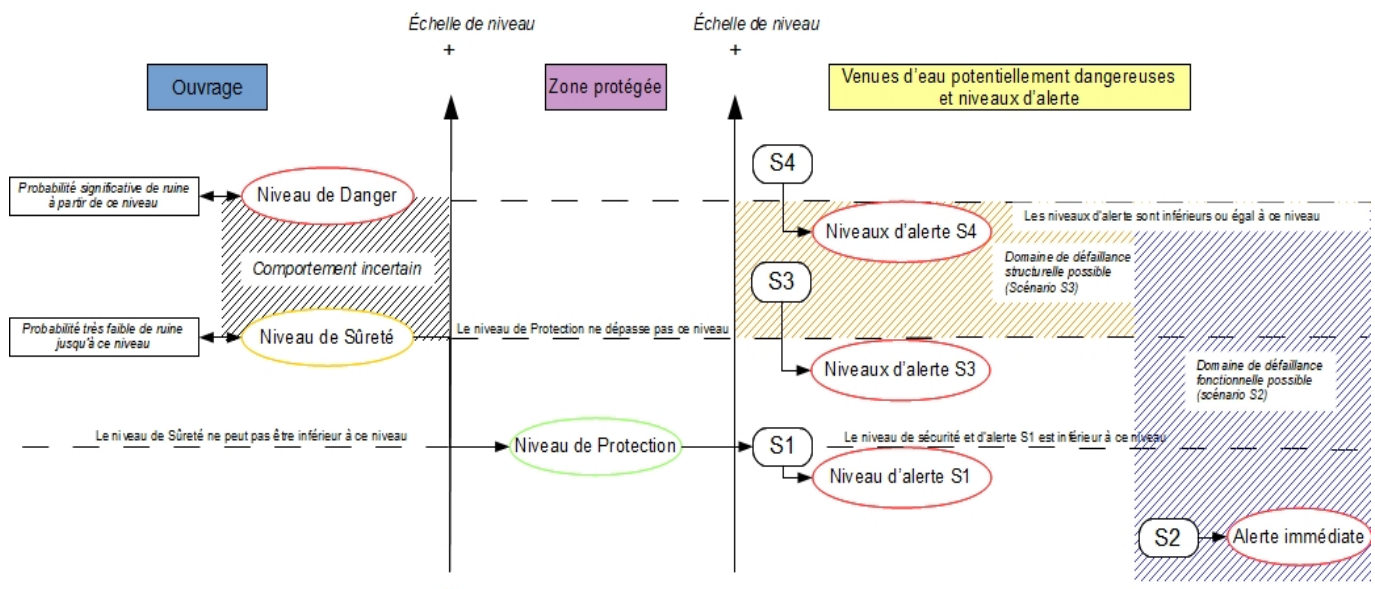 Échelle de niveau
+
Échelle de niveau
+
Ouvrage
Zone protégée
Venues d'eau potentiellement dangereuses
et niveaux d'alerte
S4
Probabilité significative de ruine
à partir de ce niveau
Niveau de Danger
Les niveaux d'alerte sont inférieurs ou égal à ce niveau
Niveaux d'alerte S4
Comportement incertain
Domaine de défaillance
structurelle possible
(Scénario S3)
S3
Probabilité très faible de ruine
jusqu'à ce niveau
Niveau de Sûreté
Le niveau de Protection ne dépasse pas ce niveau
Niveaux d'alerte S3
Domaine de défaillance
fonctionnelle possible
(scénario S2)
Le niveau de Sûreté ne peut pas être inférieur à ce niveau
Niveau de Protection
S1
Le niveau de sécurité et d'alerte S1 est inférieur à ce niveau
Niveau d'alerte S1
S2
Alerte immédiate